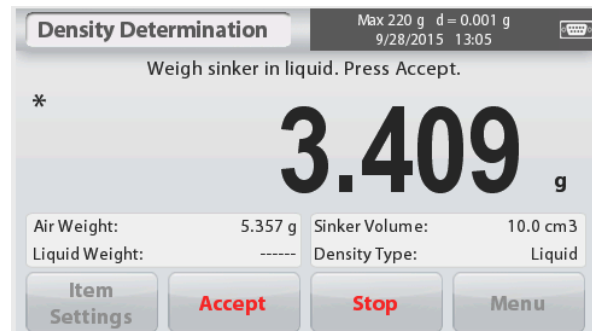 Density Determination
Max 220 g d = 0.001 g
9/28/2015 13:05
Weigh sinker in liquid. Press Accept.
*
3.409 g
Air Weight: 5.357 g Sinker Volume: 10.0 cm3
Liquid Weight: ------ Density Type: Liquid
Item
Settings
Accept
Stop
Menu